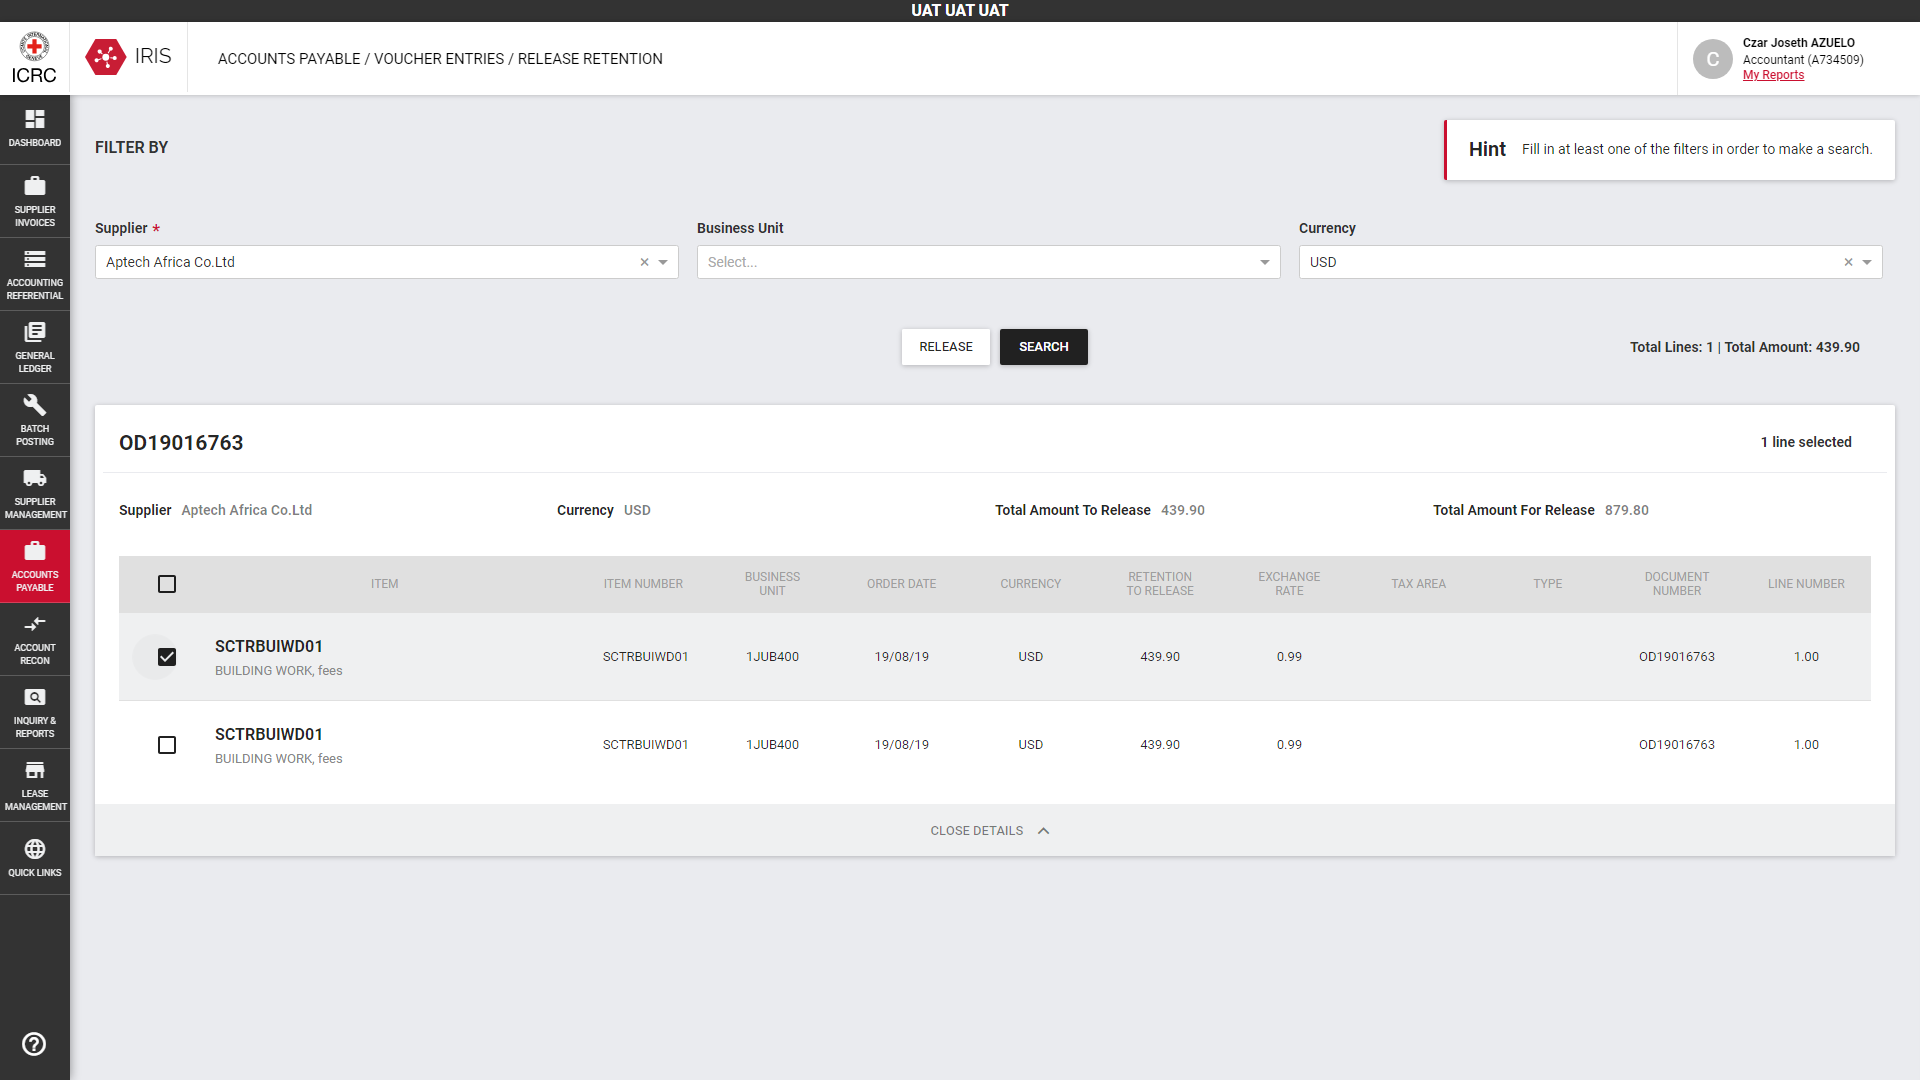 UAT UAT UAT
ICRC
IRIS
ACCOUNTS PAYABLE / VOUCHER ENTRIES / RELEASE RETENTION
C
Czar Joseth AZUELO
Accountant (A734509)
My Reports
DASHBOARD
SUPPLIER
INVOICES
ACCOUNTING
REFERENTIAL
GENERAL
LEDGER
BATCH
POSTING
SUPPLIER
MANAGEMENT
ACCOUNTS
PAYABLE
ACCOUNT
RECON
INQUIRY &
REPORTS
LEASE
MANAGEMENT
QUICK LINKS
FILTER BY
Hint Fill in at least one of the filters in order to make a search.
Supplier * Business Unit Currency
Aptech Africa Co.Ltd Select... USD
RELEASE SEARCH Total Lines: 1 | Total Amount: 439.90
OD19016763 1 line selected
Supplier Aptech Africa Co.Ltd Currency USD Total Amount To Release 439.90 Total Amount For Release 879.80
ITEM ITEM NUMBER BUSINESS UNIT ORDER DATE CURRENCY RETENTION TO RELEASE EXCHANGE RATE TAX AREA TYPE DOCUMENT NUMBER LINE NUMBER
SCTRBUIWD01
BUILDING WORK, fees
SCTRBUIWD01 1JUB400 19/08/19 USD 439.90 0.99 OD19016763 1.00
SCTRBUIWD01
BUILDING WORK, fees
SCTRBUIWD01 1JUB400 19/08/19 USD 439.90 0.99 OD19016763 1.00
CLOSE DETAILS